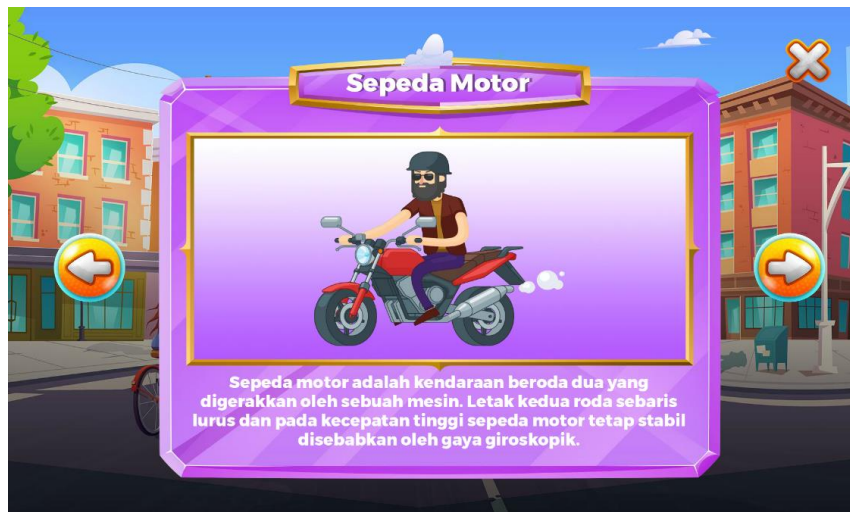 Sepeda Motor
Sepeda motor adalah kendaraan beroda dua yang
digerakkan oleh sebuah mesin. Letak kedua roda sebaris
lurus dan pada kecepatan tinggi sepeda motor tetap stabil
disebabkan oleh gaya giroskopik.